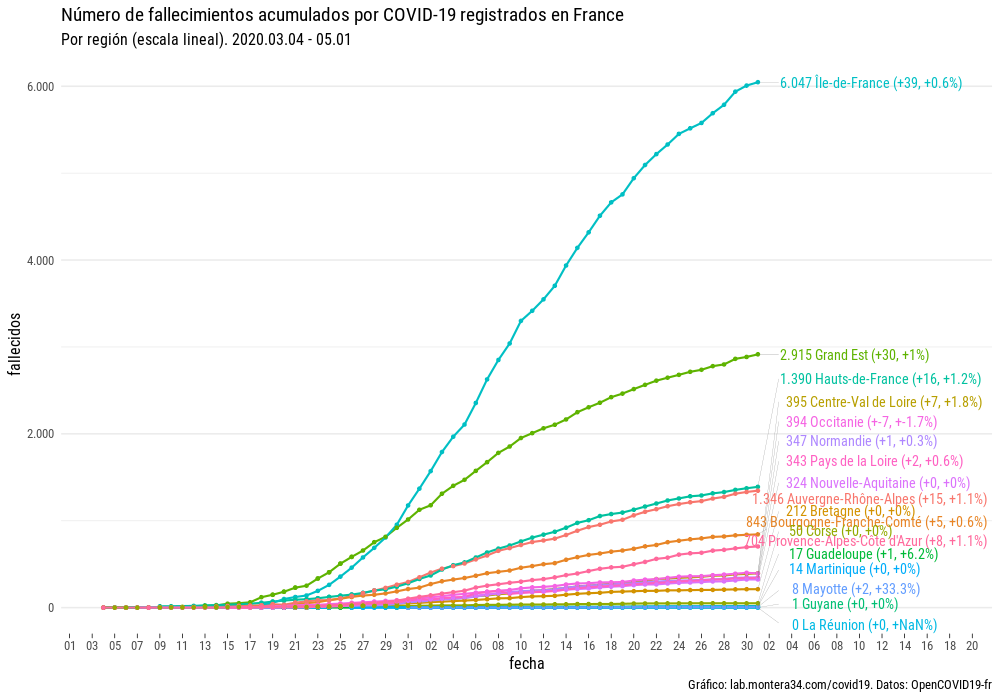 Número de fallecimientos acumulados por COVID-19 registrados en France
Por región (escala lineal). 2020.03.04 - 05.01
6.000
4.000
2.000
0
fallecidos
6.047 Île-de-France (+39, +0.6%)
2.915 Grand Est (+30, +1%)
1.390 Hauts-de-France (+16, +1.2%)
395 Centre-Val de Loire (+7, +1.8%)
394 Occitanie (+-7, +-1.7%)
347 Normandie (+1, +0.3%)
343 Pays de la Loire (+2, +0.6%)
324 Nouvelle-Aquitaine (+0, +0%)
1.346 Auvergne-Rhône-Alpes (+15, +1.1%)
212 Bretagne (+0, +0%)
843 Bourgogne-Franche-Comté (+5, +0.6%)
50 Corse (+0, +0%)
704 Provence-Alpes-Côte d'Azur (+8, +1.1%)
17 Guadeloupe (+1, +6.2%)
14 Martinique (+0, +0%)
8 Mayotte (+2, +33.3%)
1 Guyane (+0, +0%)
0 La Réunion (+0, +NaN%)
01 03 05 07 09 11 13 15 17 19 21 23 25 27 29 31 02 04 06 08 10 12 14 16 18 20 22 24 26 28 30 02 04 06 08 10 12 14 16 18 20
fecha
Gráfico: lab.montera34.com/covid19. Datos: OpenCOVID19-fr